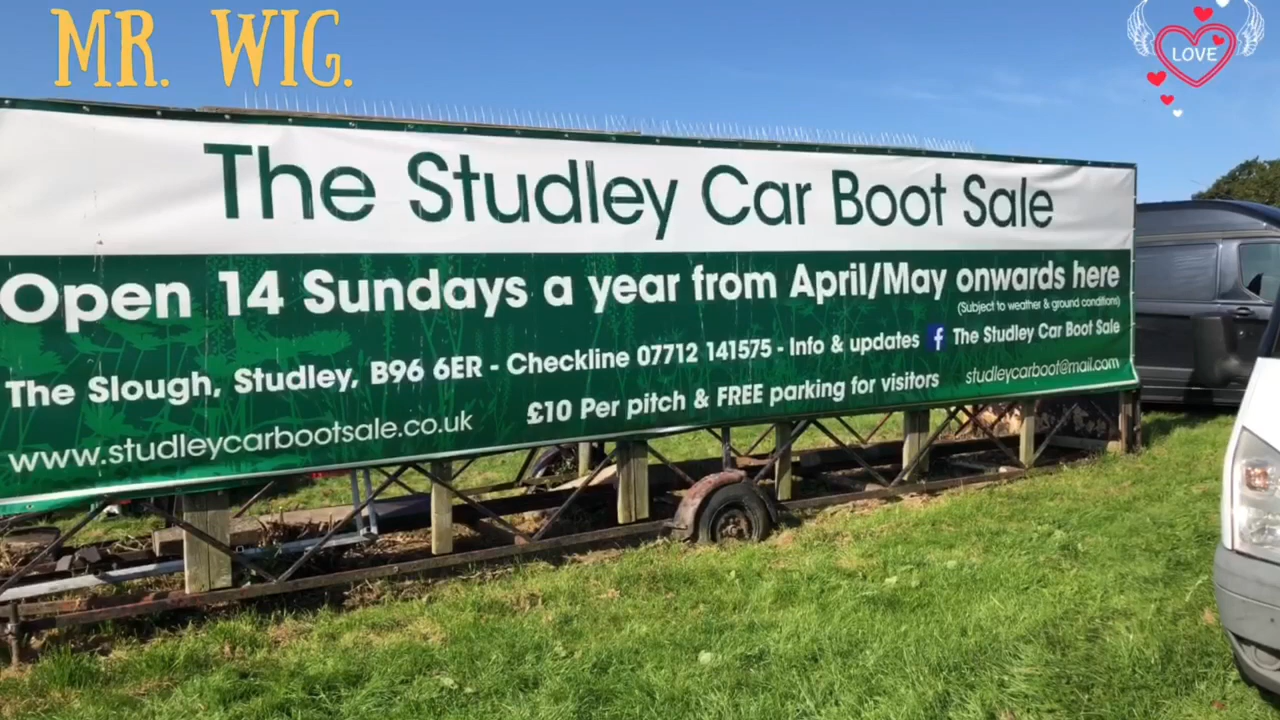 MR. WIG.
LOVE
The Studley Car Boot Sale
Open 14 Sundays a year from April/May onwards here
(Subject to weather & ground conditions)
The Slough, Studley, B96 6ER - Checkline 07712 141575 - Info & updates f The Studley Car Boot Sale
www.studleycarbootsale.co.uk £10 Per pitch & FREE parking for visitors studleycarboot@mail.com